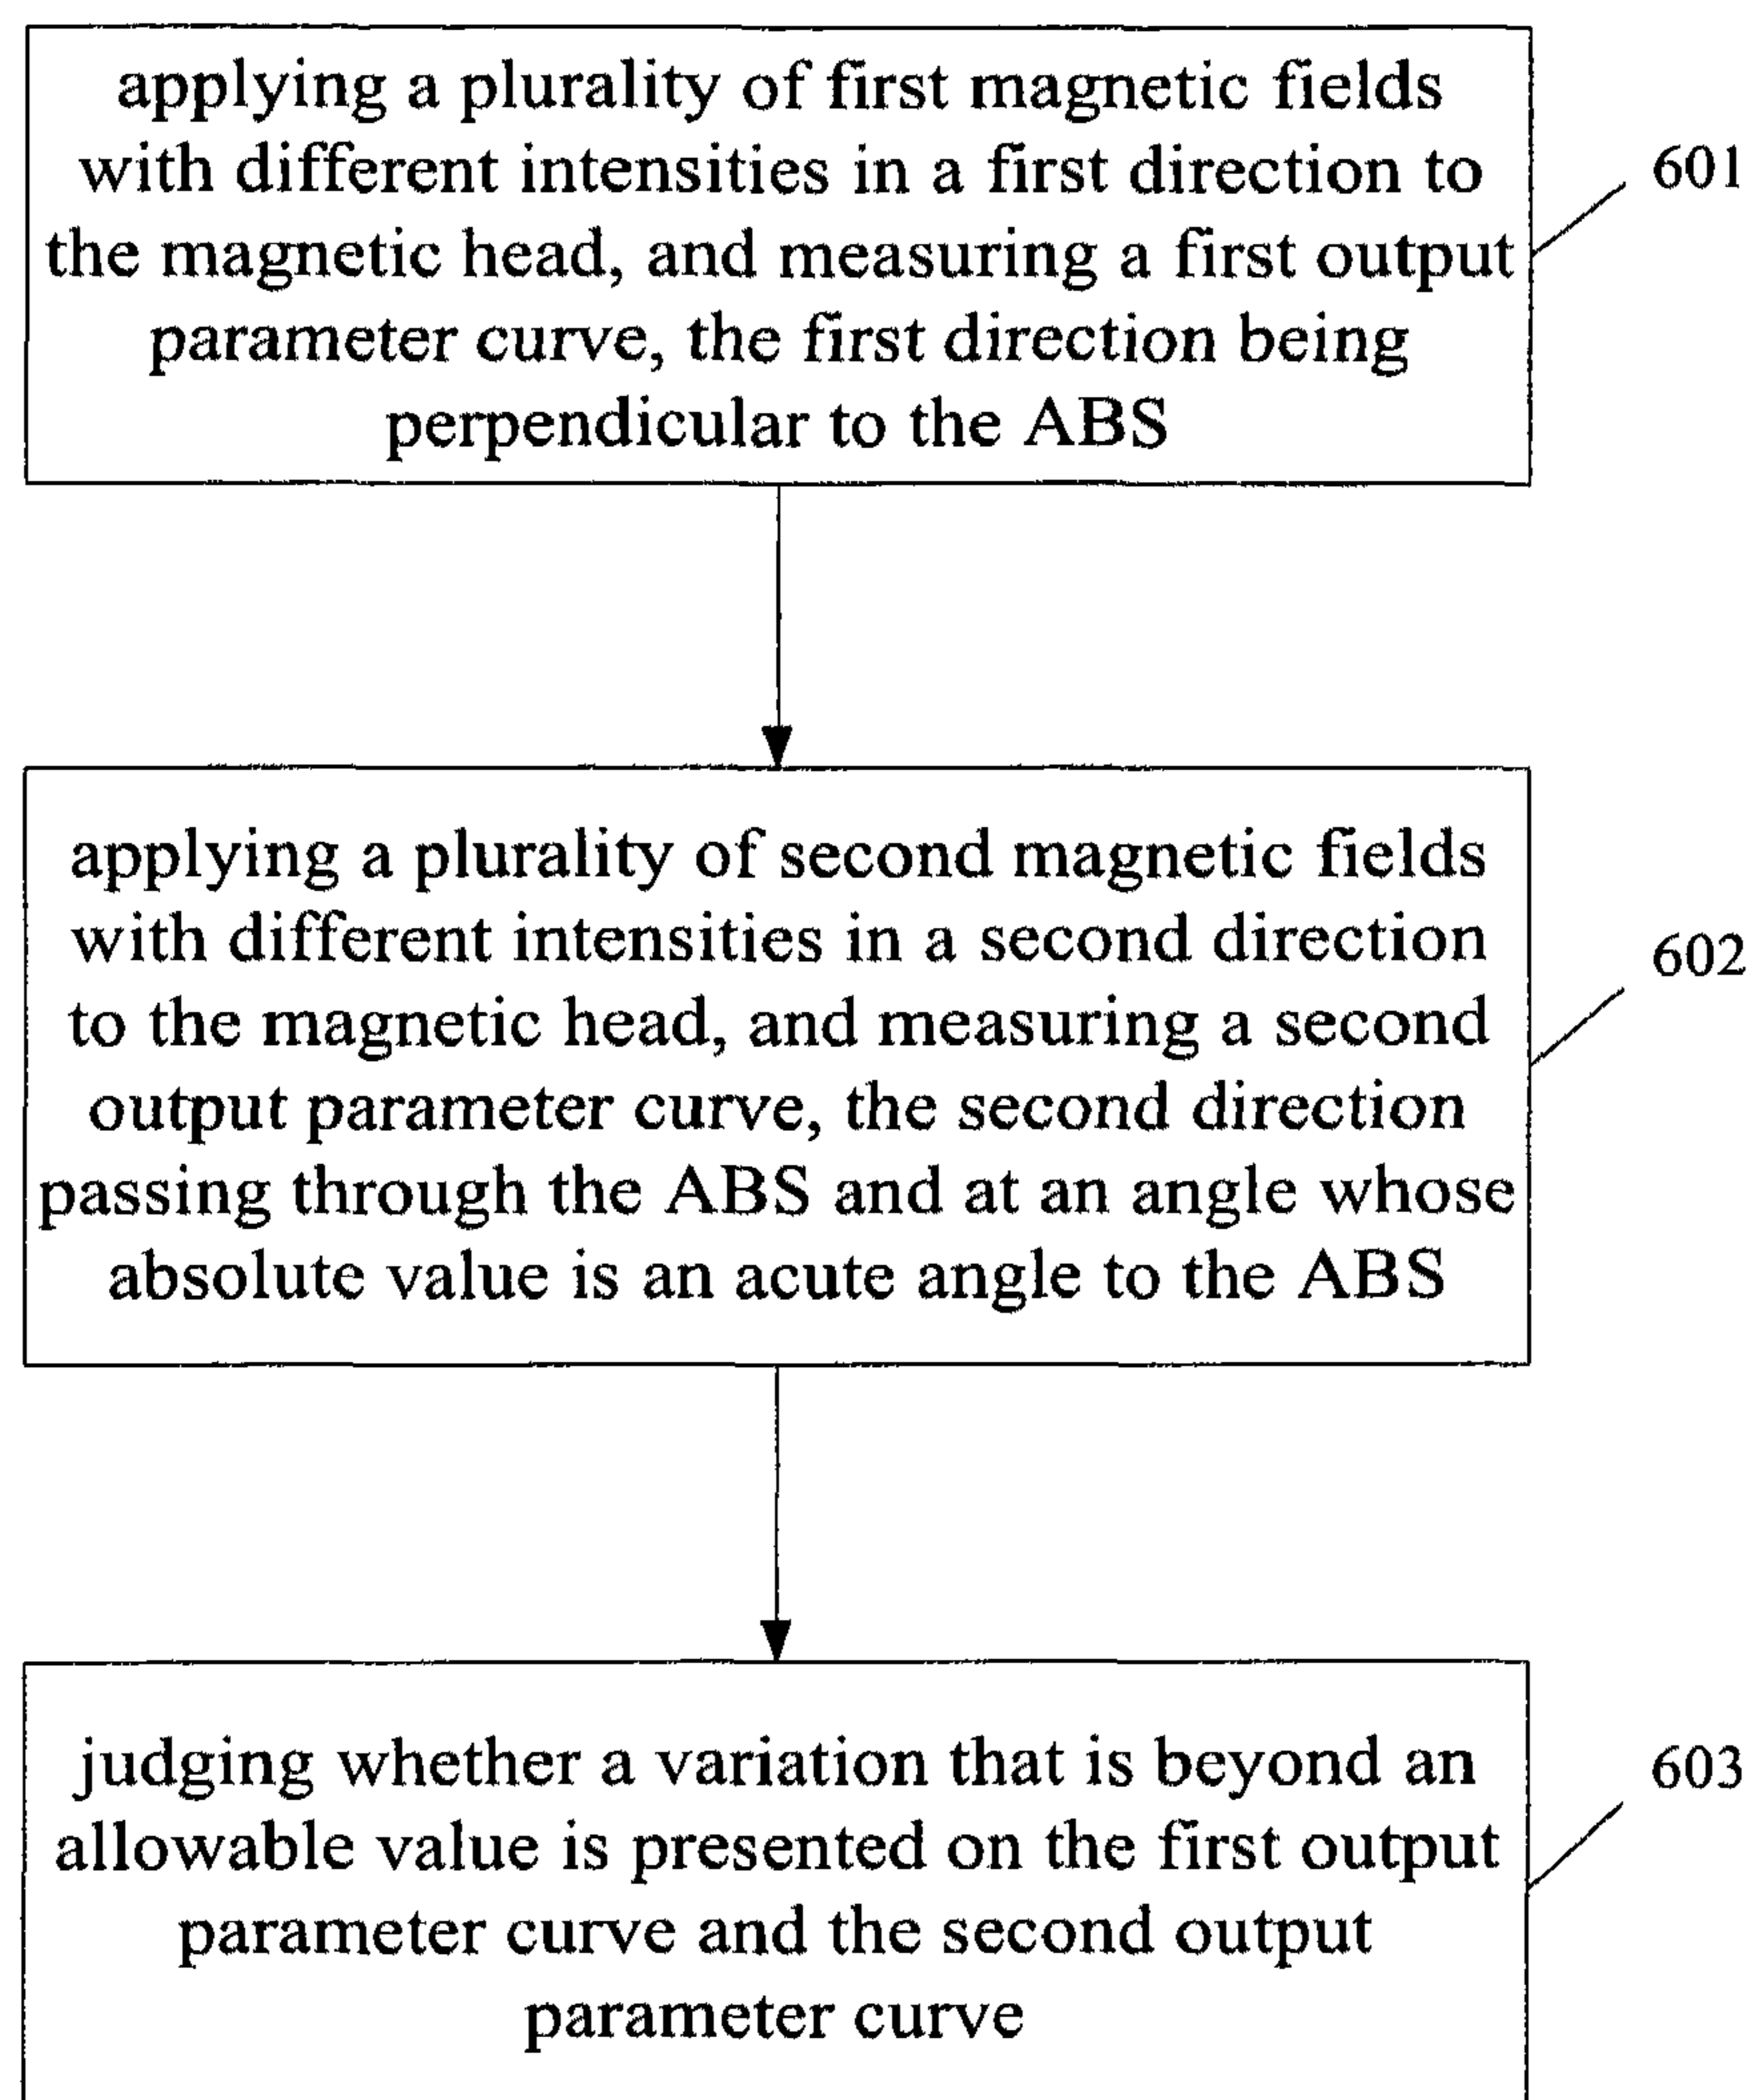 applying a plurality of first magnetic fields
with different intensities in a first direction to
the magnetic head, and measuring a first output
parameter curve, the first direction being
perpendicular to the ABS
601
applying a plurality of second magnetic fields
with different intensities in a second direction
to the magnetic head, and measuring a second
output parameter curve, the second direction
passing through the ABS and at an angle whose
absolute value is an acute angle to the ABS
602
judging whether a variation that is beyond an
allowable value is presented on the first output
parameter curve and the second output
parameter curve
603